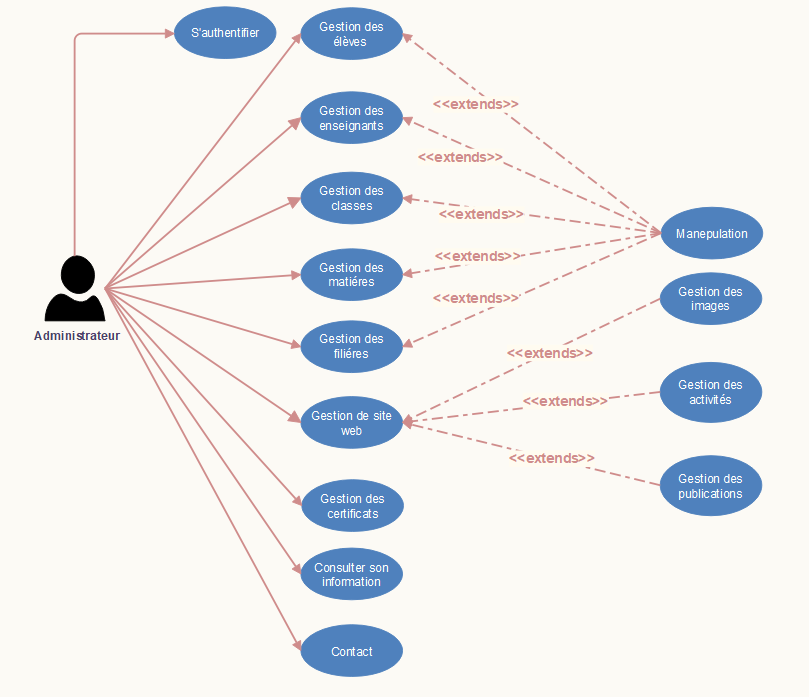 S'authentifier
Gestion des
élèves
<<extends>>
Gestion des
enseignants
<<extends>>
Gestion des
classes
<<extends>>
Manepulation
Gestion des
matiéres
<<extends>>
Gestion des
images
<<extends>>
Administrateur
Gestion des
filiéres
<<extends>>
Gestion des
activités
<<extends>>
Gestion de site
web
<<extends>>
Gestion des
publications
Gestion des
certificats
Consulter son
information
Contact